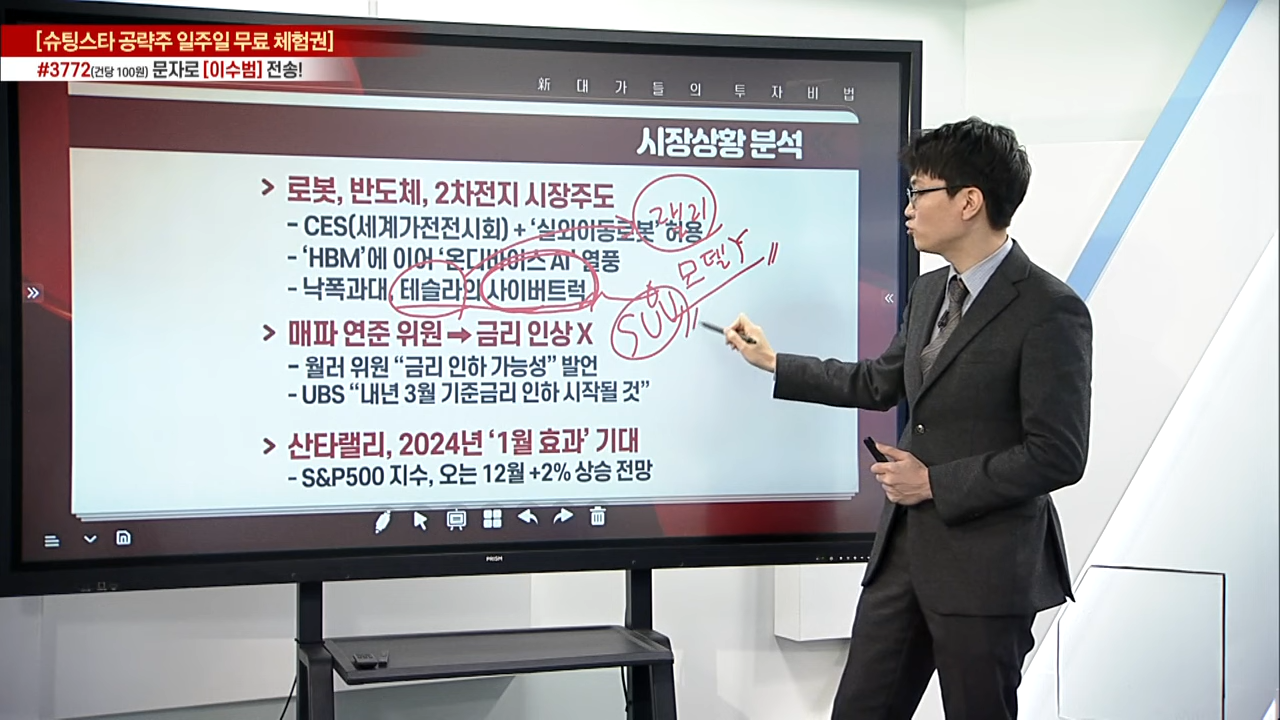 [슈팅스타 공략주 일주일 무료 체험권]
#3772(건당 100원) 문자로 [이수범] 전송!
新대가들의 투자비법
시장상황 분석
> 로봇, 반도체, 2차전지 시장주도
- CES(세계가전전시회) + ‘실외이동로봇’ 허용
- ‘HBM’에 이어 ‘온디바이스 AI’ 열풍
- 낙폭과대, 테슬라의 사이버트럭
모델 Y
SUV
> 매파 연준 위원 ➡ 금리 인상 X
- 월러 위원 “금리 인하 가능성” 발언
- UBS “내년 3월 기준금리 인하 시작될 것”
> 산타랠리, 2024년 ‘1월 효과’ 기대
- S&P500 지수, 오는 12월 +2% 상승 전망
PRISM